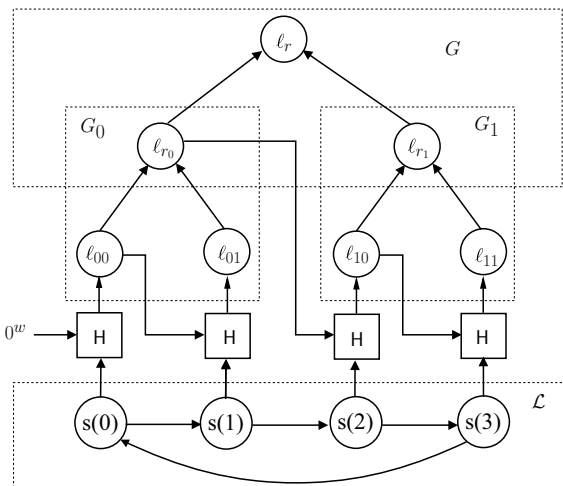 ℓ_r G
G_0 ℓ_{r_0} ℓ_{r_1} G_1
ℓ_{00} ℓ_{01} ℓ_{10} ℓ_{11}
0^w H H H H
ℒ
s(0) s(1) s(2) s(3)